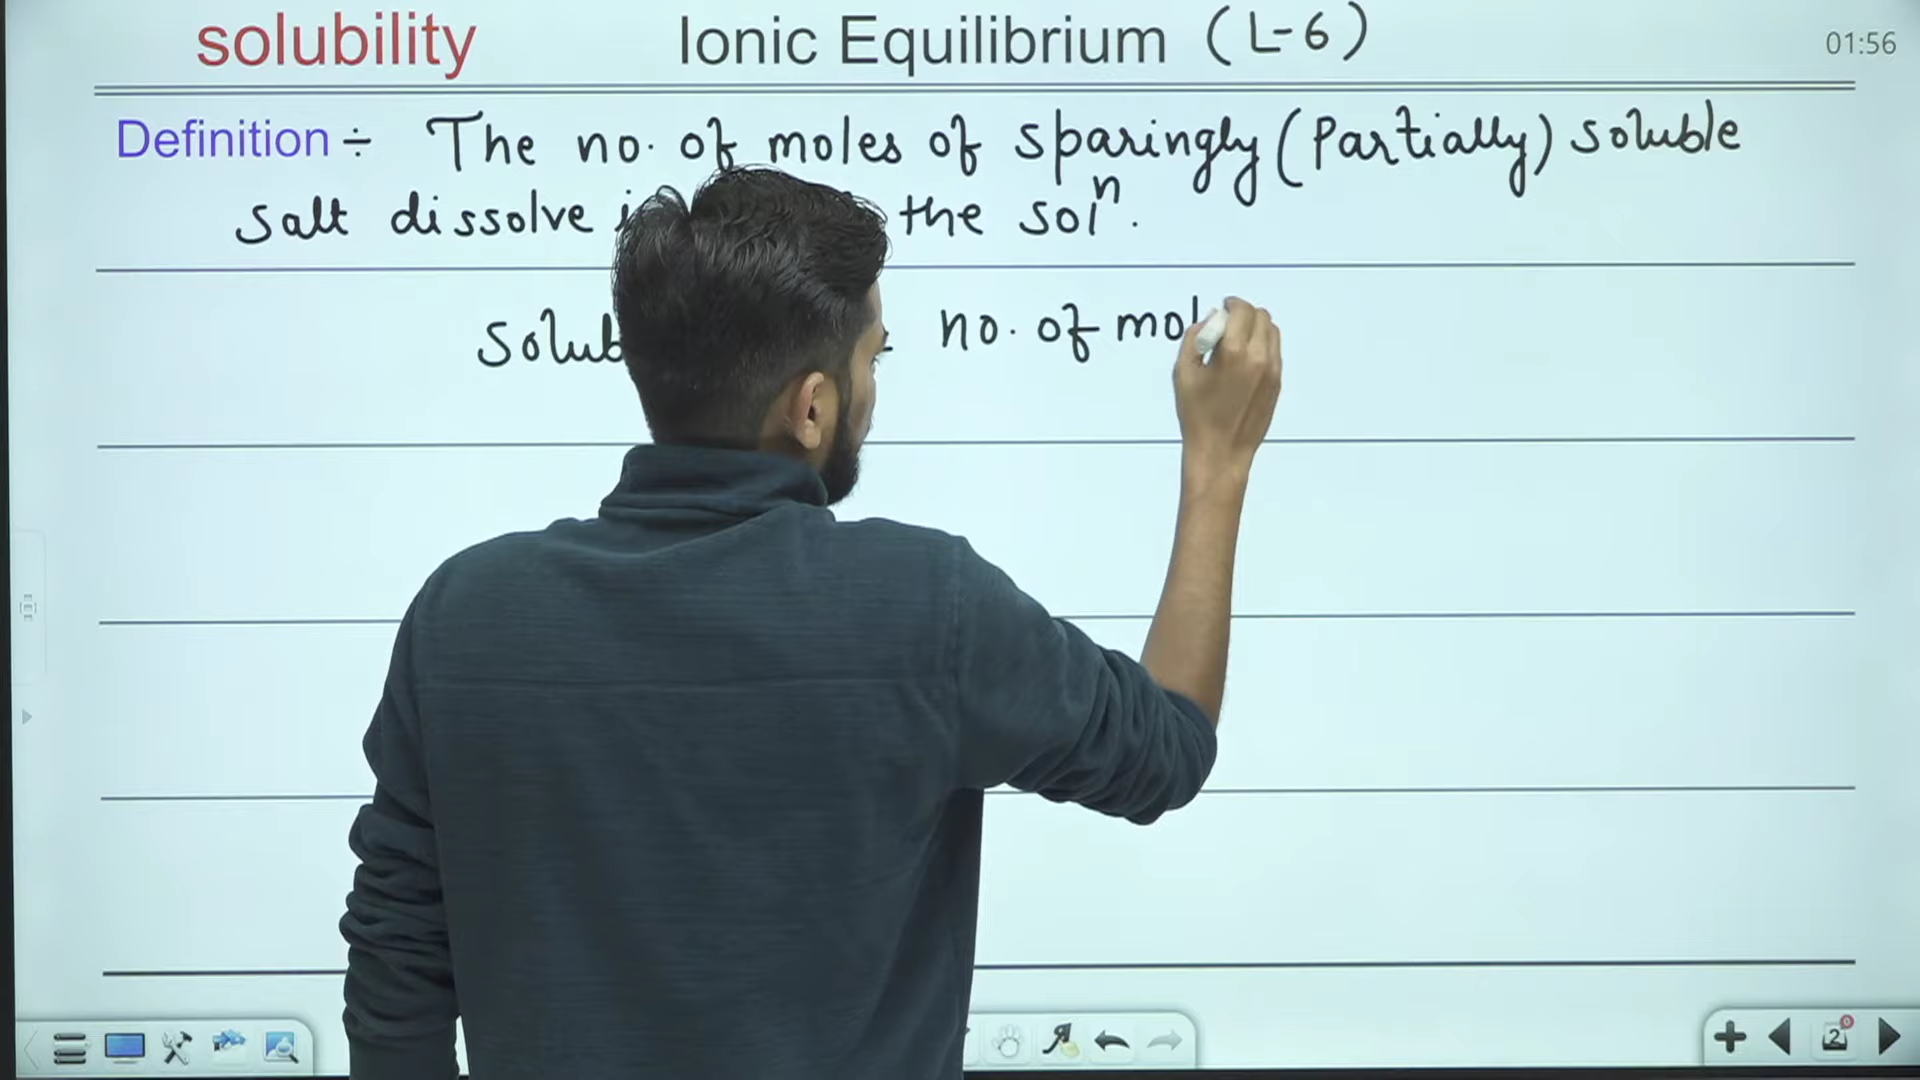 solubility Ionic Equilibrium (L-6) 01:56
Definition ÷ The no. of moles of sparingly (Partially) soluble
salt dissolve the solⁿ.
no. of mol
2